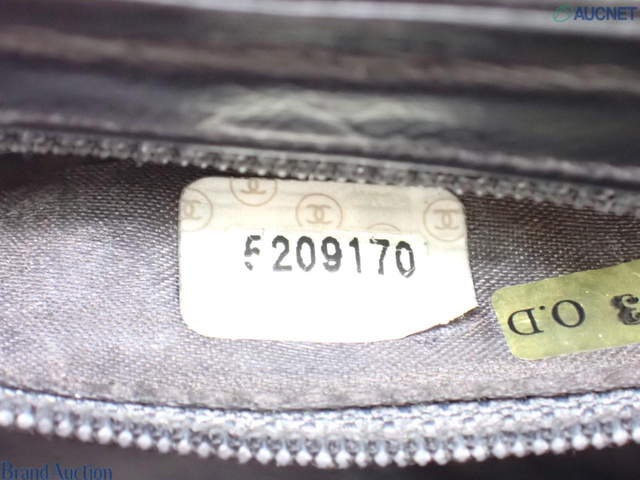 AUCNET
5209170
3 O.D
Brand Auction